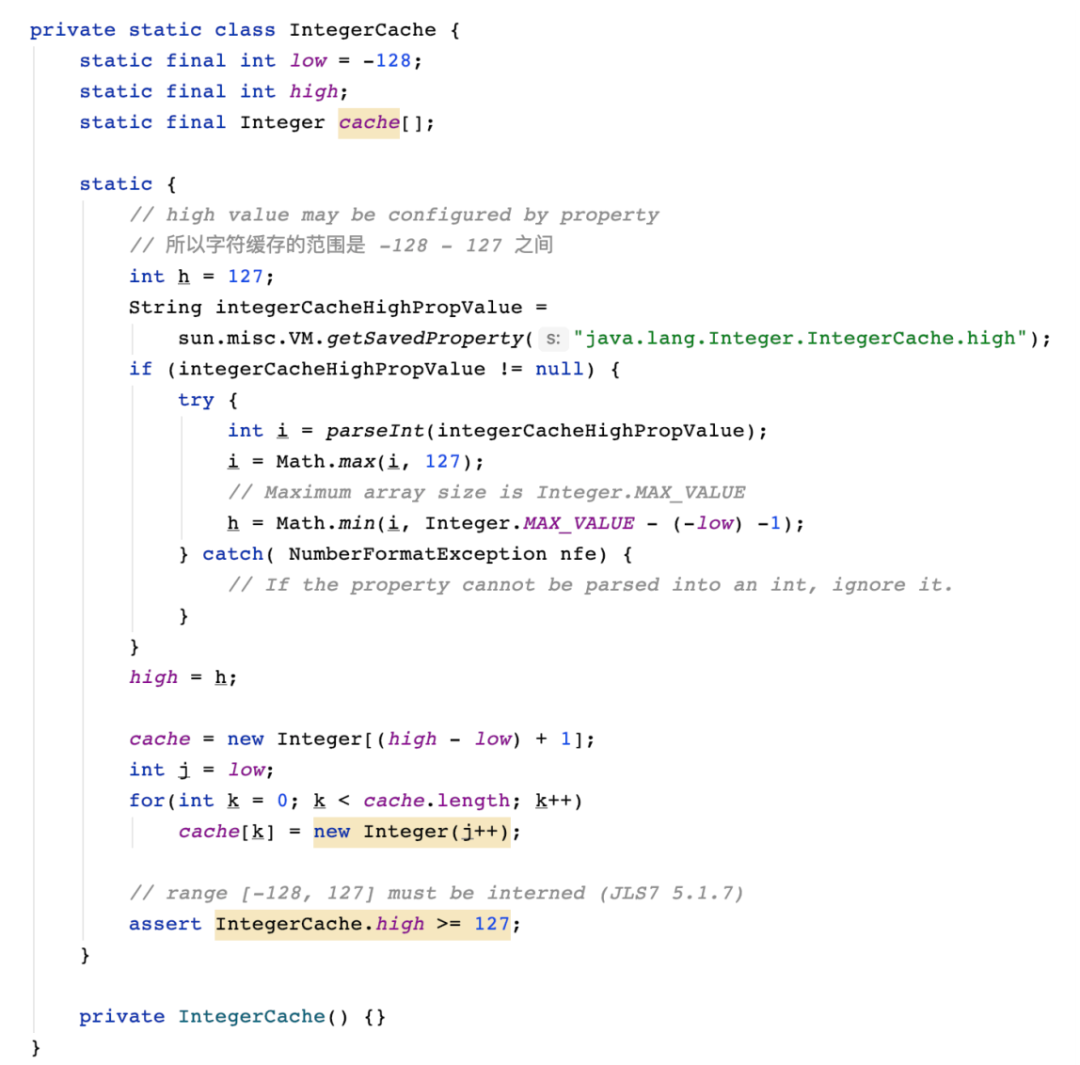 private static class IntegerCache {
    static final int low = -128;
    static final int high;
    static final Integer cache[];

    static {
        // high value may be configured by property
        // 所以字符缓存的范围是 -128 - 127 之间
        int h = 127;
        String integerCacheHighPropValue =
            sun.misc.VM.getSavedProperty( s: "java.lang.Integer.IntegerCache.high");
        if (integerCacheHighPropValue != null) {
            try {
                int i = parseInt(integerCacheHighPropValue);
                i = Math.max(i, 127);
                // Maximum array size is Integer.MAX_VALUE
                h = Math.min(i, Integer.MAX_VALUE - (-low) -1);
            } catch( NumberFormatException nfe) {
                // If the property cannot be parsed into an int, ignore it.
            }
        }
        high = h;

        cache = new Integer[(high - low) + 1];
        int j = low;
        for(int k = 0; k < cache.length; k++)
            cache[k] = new Integer(j++);

        // range [-128, 127] must be interned (JLS7 5.1.7)
        assert IntegerCache.high >= 127;
    }

    private IntegerCache() {}
}